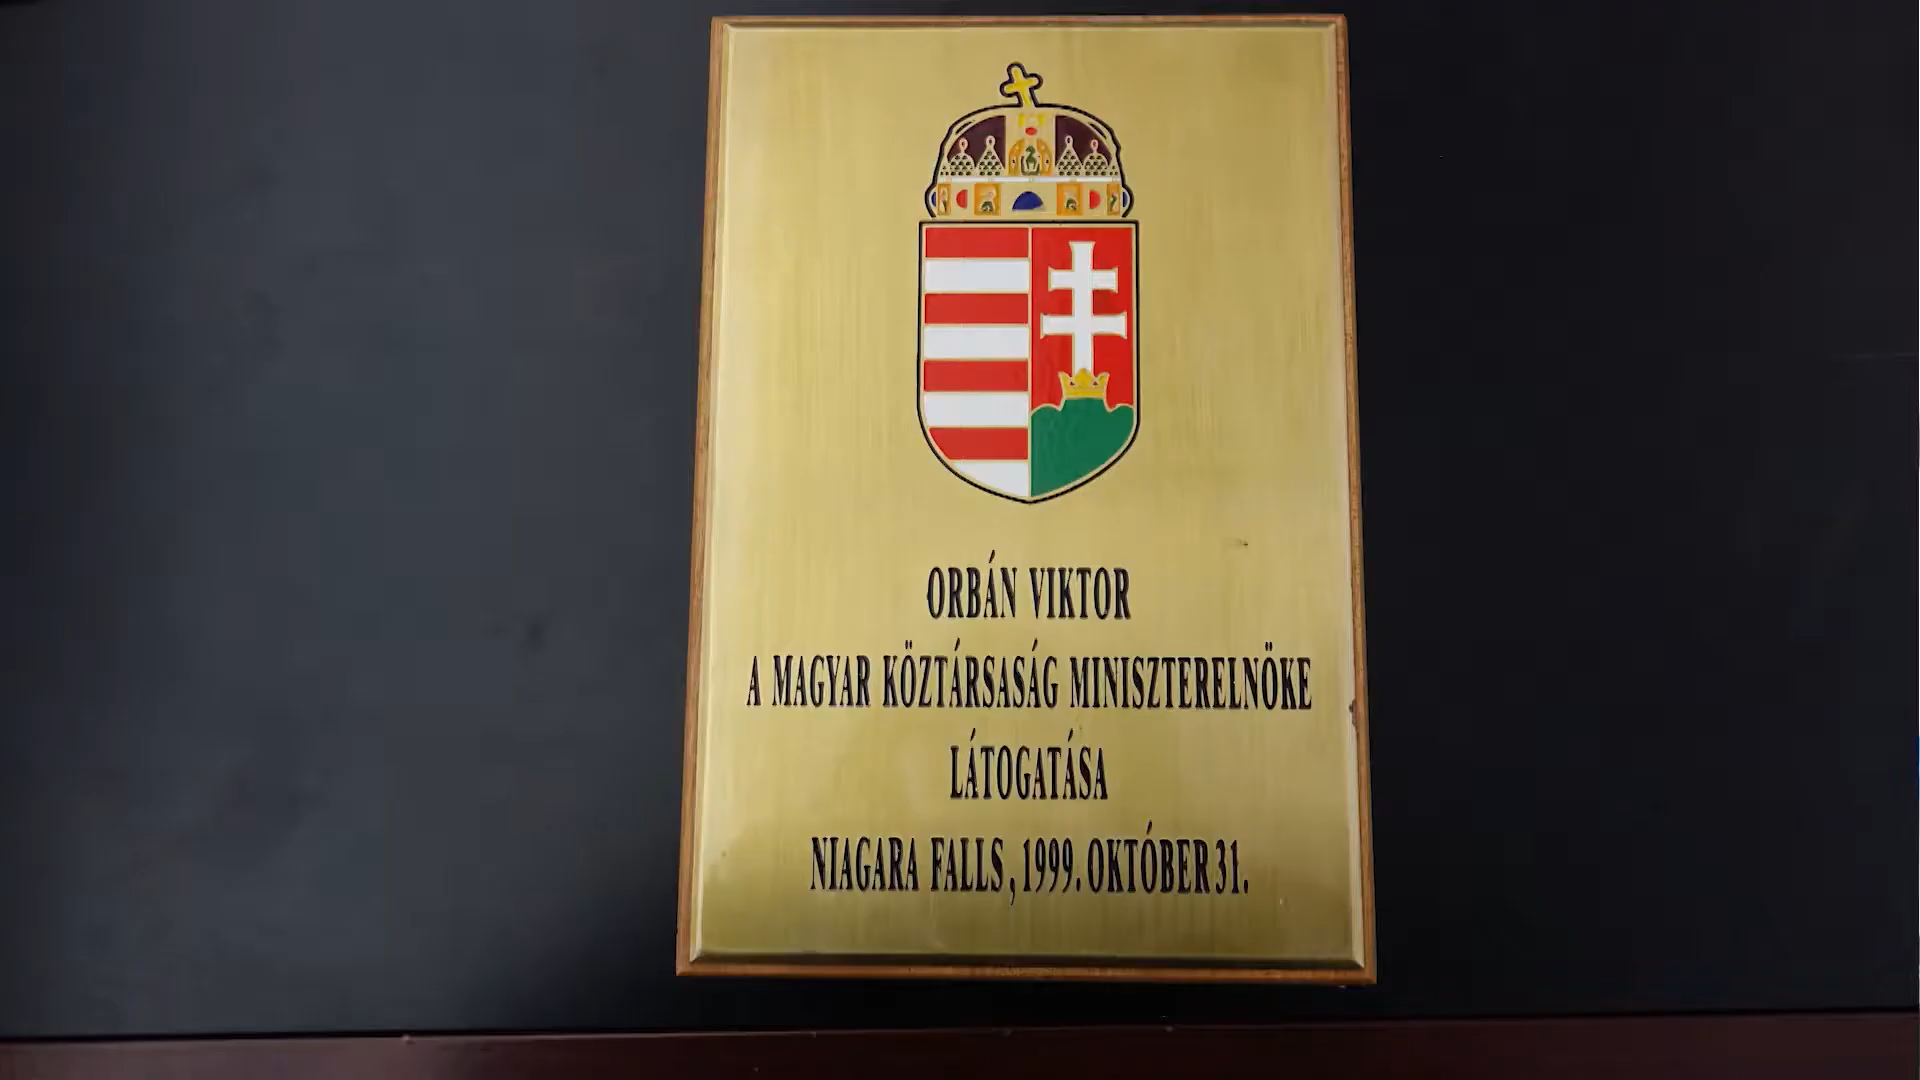 ORBÁN VIKTOR
A MAGYAR KÖZTÁRSASÁG MINISZTERELNÖKE
LÁTOGATÁSA
NIAGARA FALLS, 1999. OKTÓBER 31.